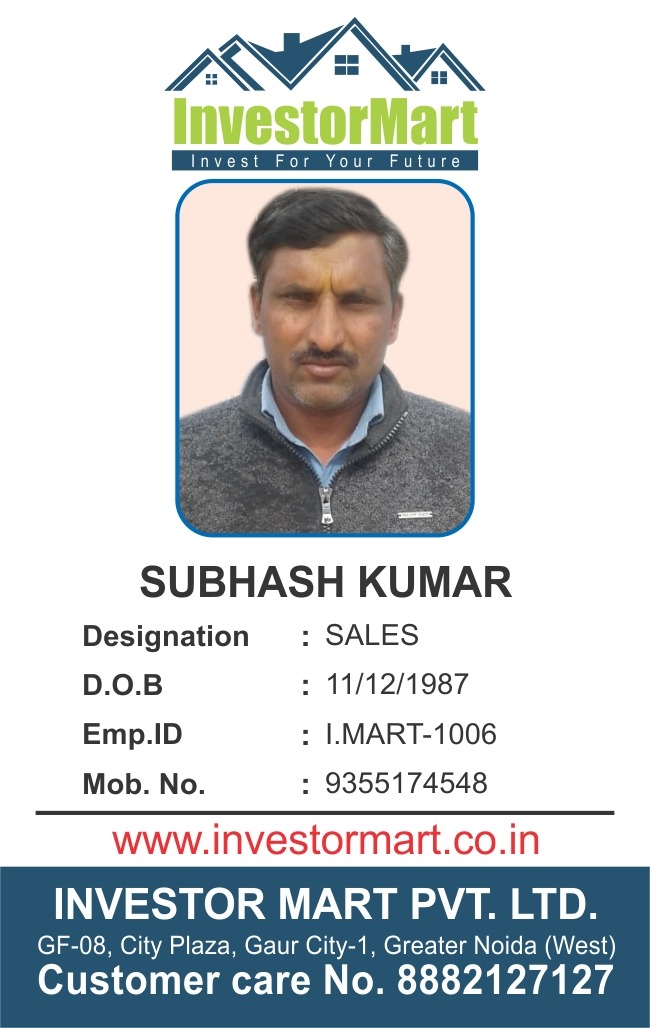 InvestorMart
Invest For Your Future
SUBHASH KUMAR
Designation : SALES
D.O.B : 11/12/1987
Emp.ID : I.MART-1006
Mob. No. : 9355174548
www.investormart.co.in
INVESTOR MART PVT. LTD.
GF-08, City Plaza, Gaur City-1, Greater Noida (West)
Customer care No. 8882127127